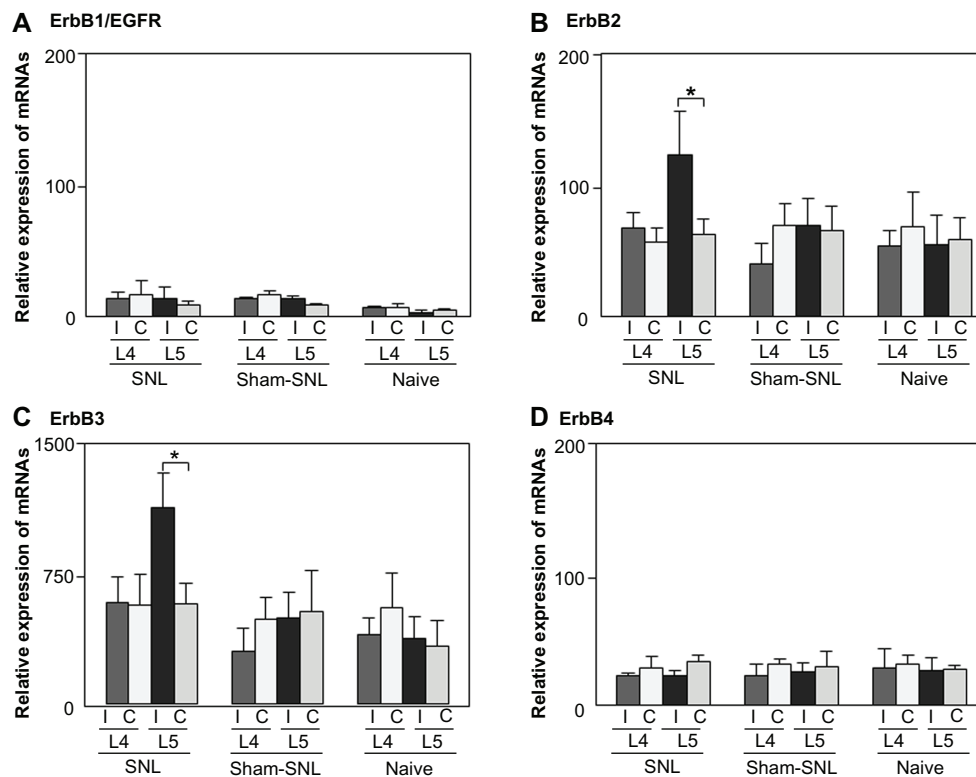 A ErbB1/EGFR
Relative expression of mRNAs
200
100
0
I C I C I C I C I C I C
L4 L5 L4 L5 L4 L5
SNL Sham-SNL Naive
B ErbB2
Relative expression of mRNAs
200
100
0
*
I C I C I C I C I C I C
L4 L5 L4 L5 L4 L5
SNL Sham-SNL Naive
C ErbB3
Relative expression of mRNAs
1500
750
0
*
I C I C I C I C I C I C
L4 L5 L4 L5 L4 L5
SNL Sham-SNL Naive
D ErbB4
Relative expression of mRNAs
200
100
0
I C I C I C I C I C I C
L4 L5 L4 L5 L4 L5
SNL Sham-SNL Naive